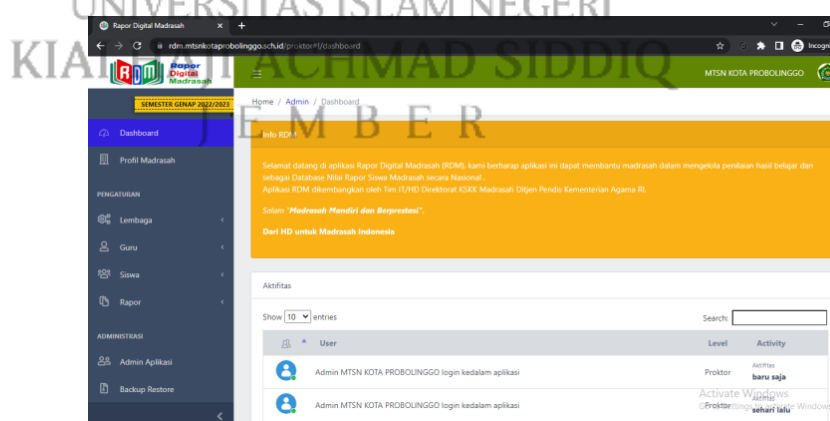 UNIVERSITAS ISLAM NEGERI
Rapor Digital Madrasah
rdm.mtsnkotaprobolinggo.sch.id/proktor#!/dashboard
KIAI HAJI ACHMAD SIDDIQ
RDM Rapor Digital Madrasah
MTSN KOTA PROBOLINGGO
SEMESTER GENAP 2022/2023
Home / Admin / Dashboard
JEMBER
Dashboard
Info RDM
Profil Madrasah
Selamat datang di aplikasi Rapor Digital Madrasah (RDM), kami berharap aplikasi ini dapat membantu madrasah dalam mengelola penilaian hasil belajar dan
sebagai Database Nilai Rapor Siswa Madrasah secara Nasional..
Aplikasi RDM dikembangkan oleh Tim IT/HD Direktorat KSKK Madrasah Ditjen Pendis Kementerian Agama RI.
Salam "Madrasah Mandiri dan Berprestasi".
Dari HD untuk Madrasah Indonesia
PENGATURAN
Lembaga
Guru
Siswa
Rapor
ADMINISTRASI
Admin Aplikasi
Backup Restore
Aktifitas
Show 10 entries
Search:
User
Level
Activity
Admin MTSN KOTA PROBOLINGGO login kedalam aplikasi
Proktor
Aktifitas
baru saja
Admin MTSN KOTA PROBOLINGGO login kedalam aplikasi
Proktor
Aktifitas
sehari lalu
Activate Windows